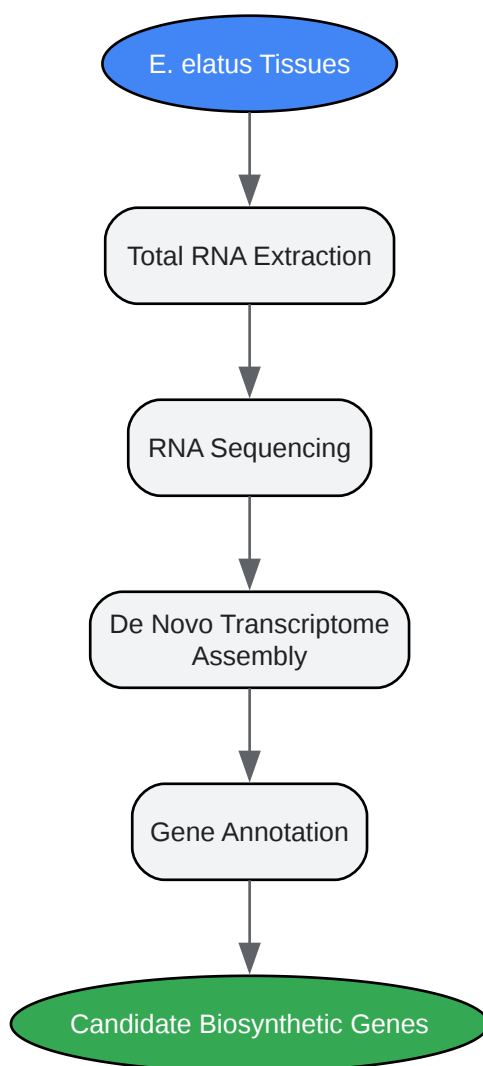 E. elatus Tissues
Total RNA Extraction
RNA Sequencing
De Novo Transcriptome
Assembly
Gene Annotation
Candidate Biosynthetic Genes